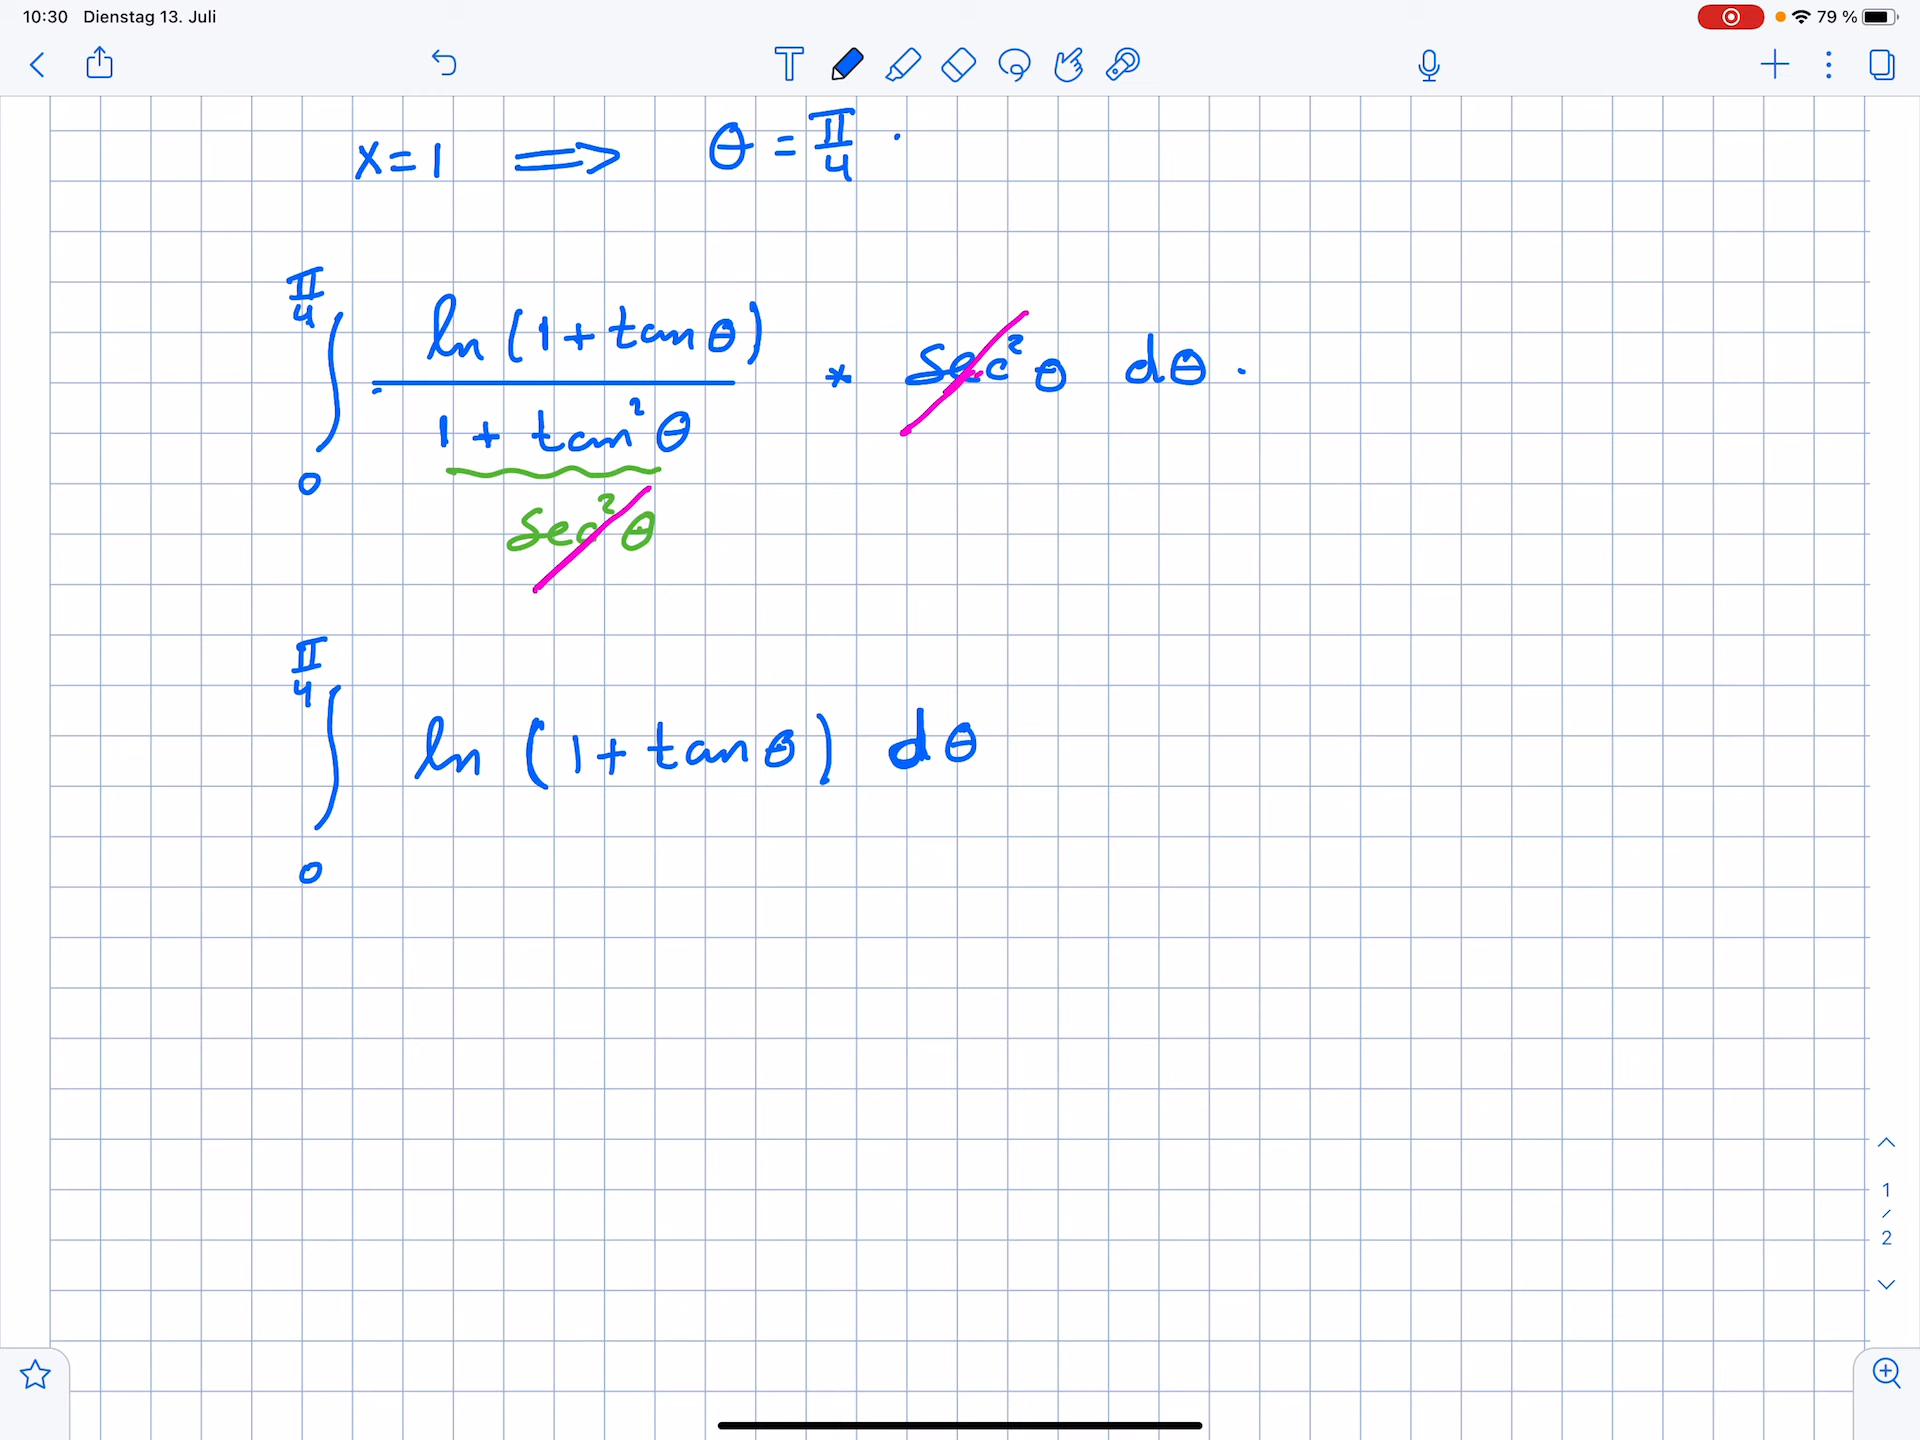 10:30 Dienstag 13. Juli 79 %
T
x=1 ⟹ θ = π/4 .
∫₀^(π/4) ln(1+tanθ) / (1+tan²θ) * sec²θ dθ .
sec²θ
∫₀^(π/4) ln(1+tanθ) dθ
1
/
2